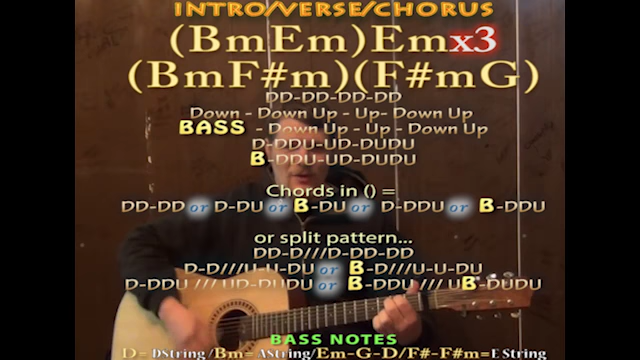 INTRO/VERSE/CHORUS
(BmEm)Emx3
(BmF#m)(F#mG)
DD-DD-DD-DD
Down - Down Up - Up- Down Up
BASS - Down Up - Up - Down Up
D-DDU-UD-DUDU
B-DDU-UD-DUDU
Chords in () =
DD-DD or D-DU or B-DU or D-DDU or B-DDU
or split pattern...
DD-D///D-DD-DD
D-D///U-U-DU or B-D///U-U-DU
D-DDU /// UD-DUDU or B-DDU /// UB-DUDU
BASS NOTES
D= DString/Bm= AString/Em-G-D/F#-F#m=E String